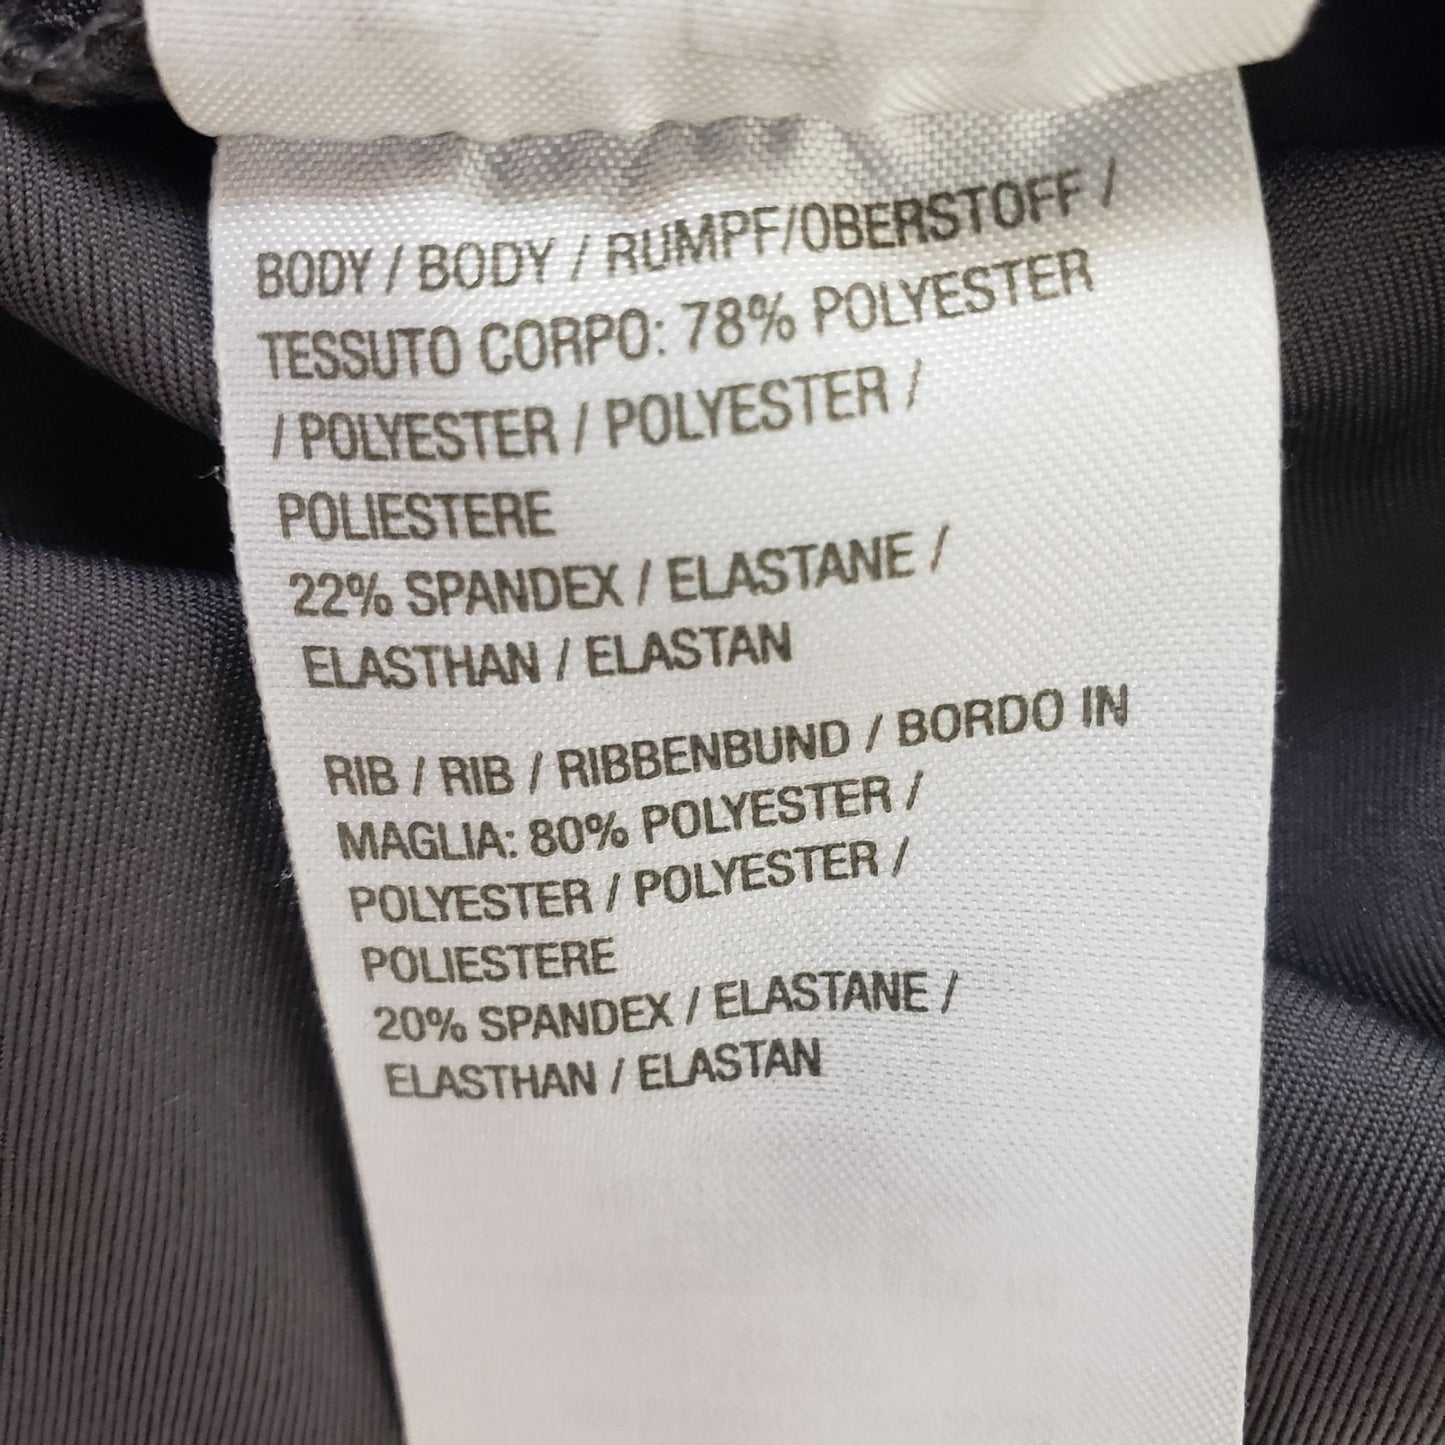 BODY / BODY / RUMPF/OBERSTOFF /
TESSUTO CORPO: 78% POLYESTER
/ POLYESTER / POLYESTER /
POLIESTERE
22% SPANDEX / ELASTANE /
ELASTHAN / ELASTAN
RIB / RIB / RIBBENBUND / BORDO IN
MAGLIA: 80% POLYESTER /
POLYESTER / POLYESTER /
POLIESTERE
20% SPANDEX / ELASTANE /
ELASTHAN / ELASTAN